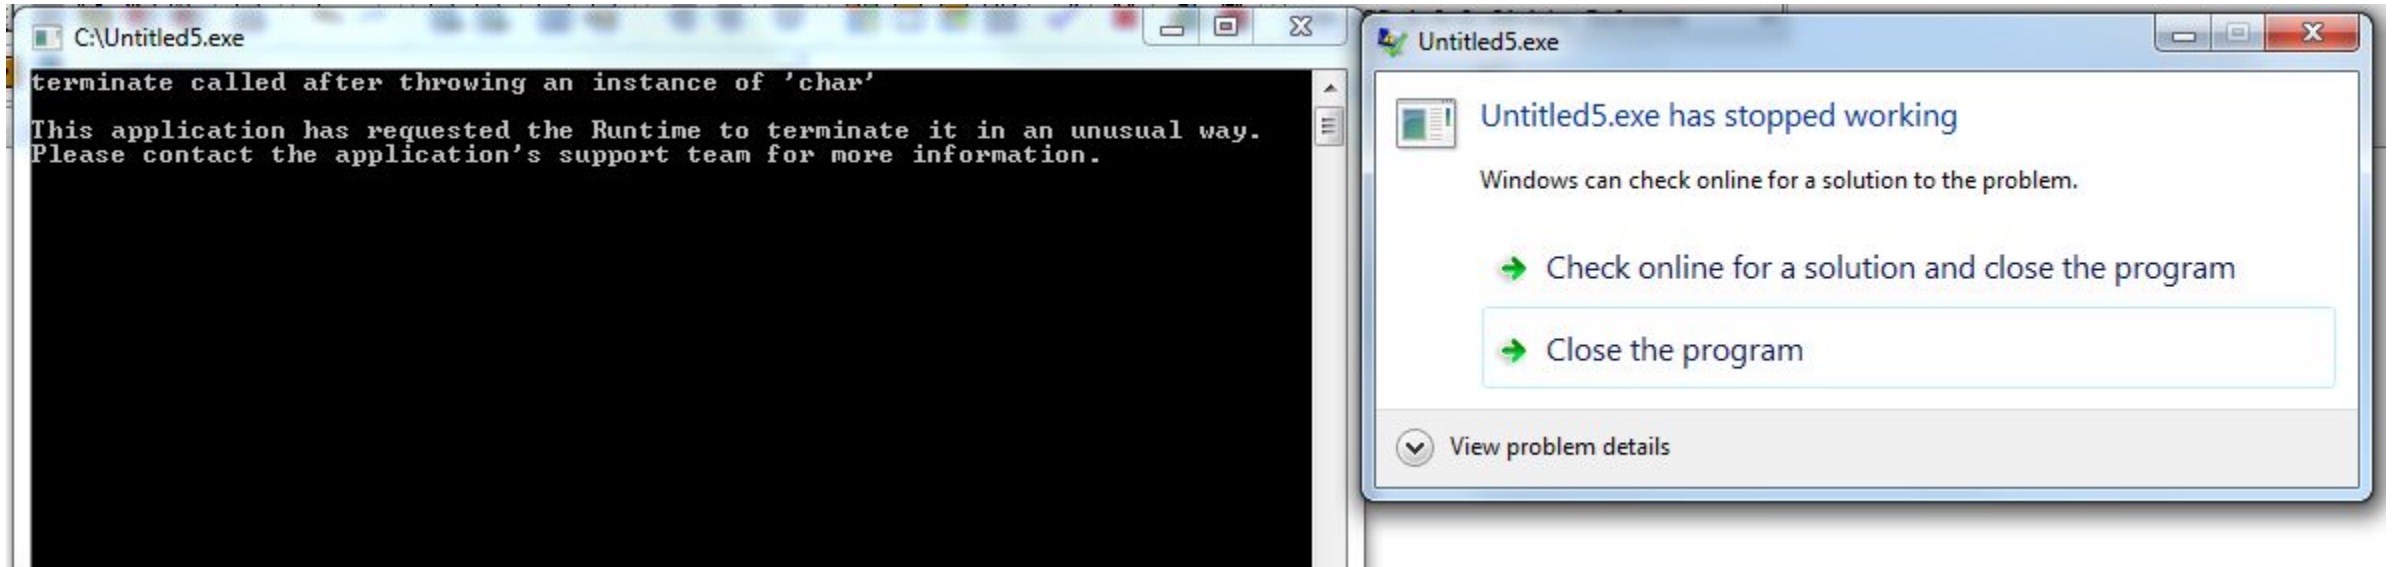 C:\Untitled5.exe
terminate called after throwing an instance of 'char'
This application has requested the Runtime to terminate it in an unusual way.
Please contact the application's support team for more information.
Untitled5.exe
Untitled5.exe has stopped working
Windows can check online for a solution to the problem.
Check online for a solution and close the program
Close the program
View problem details